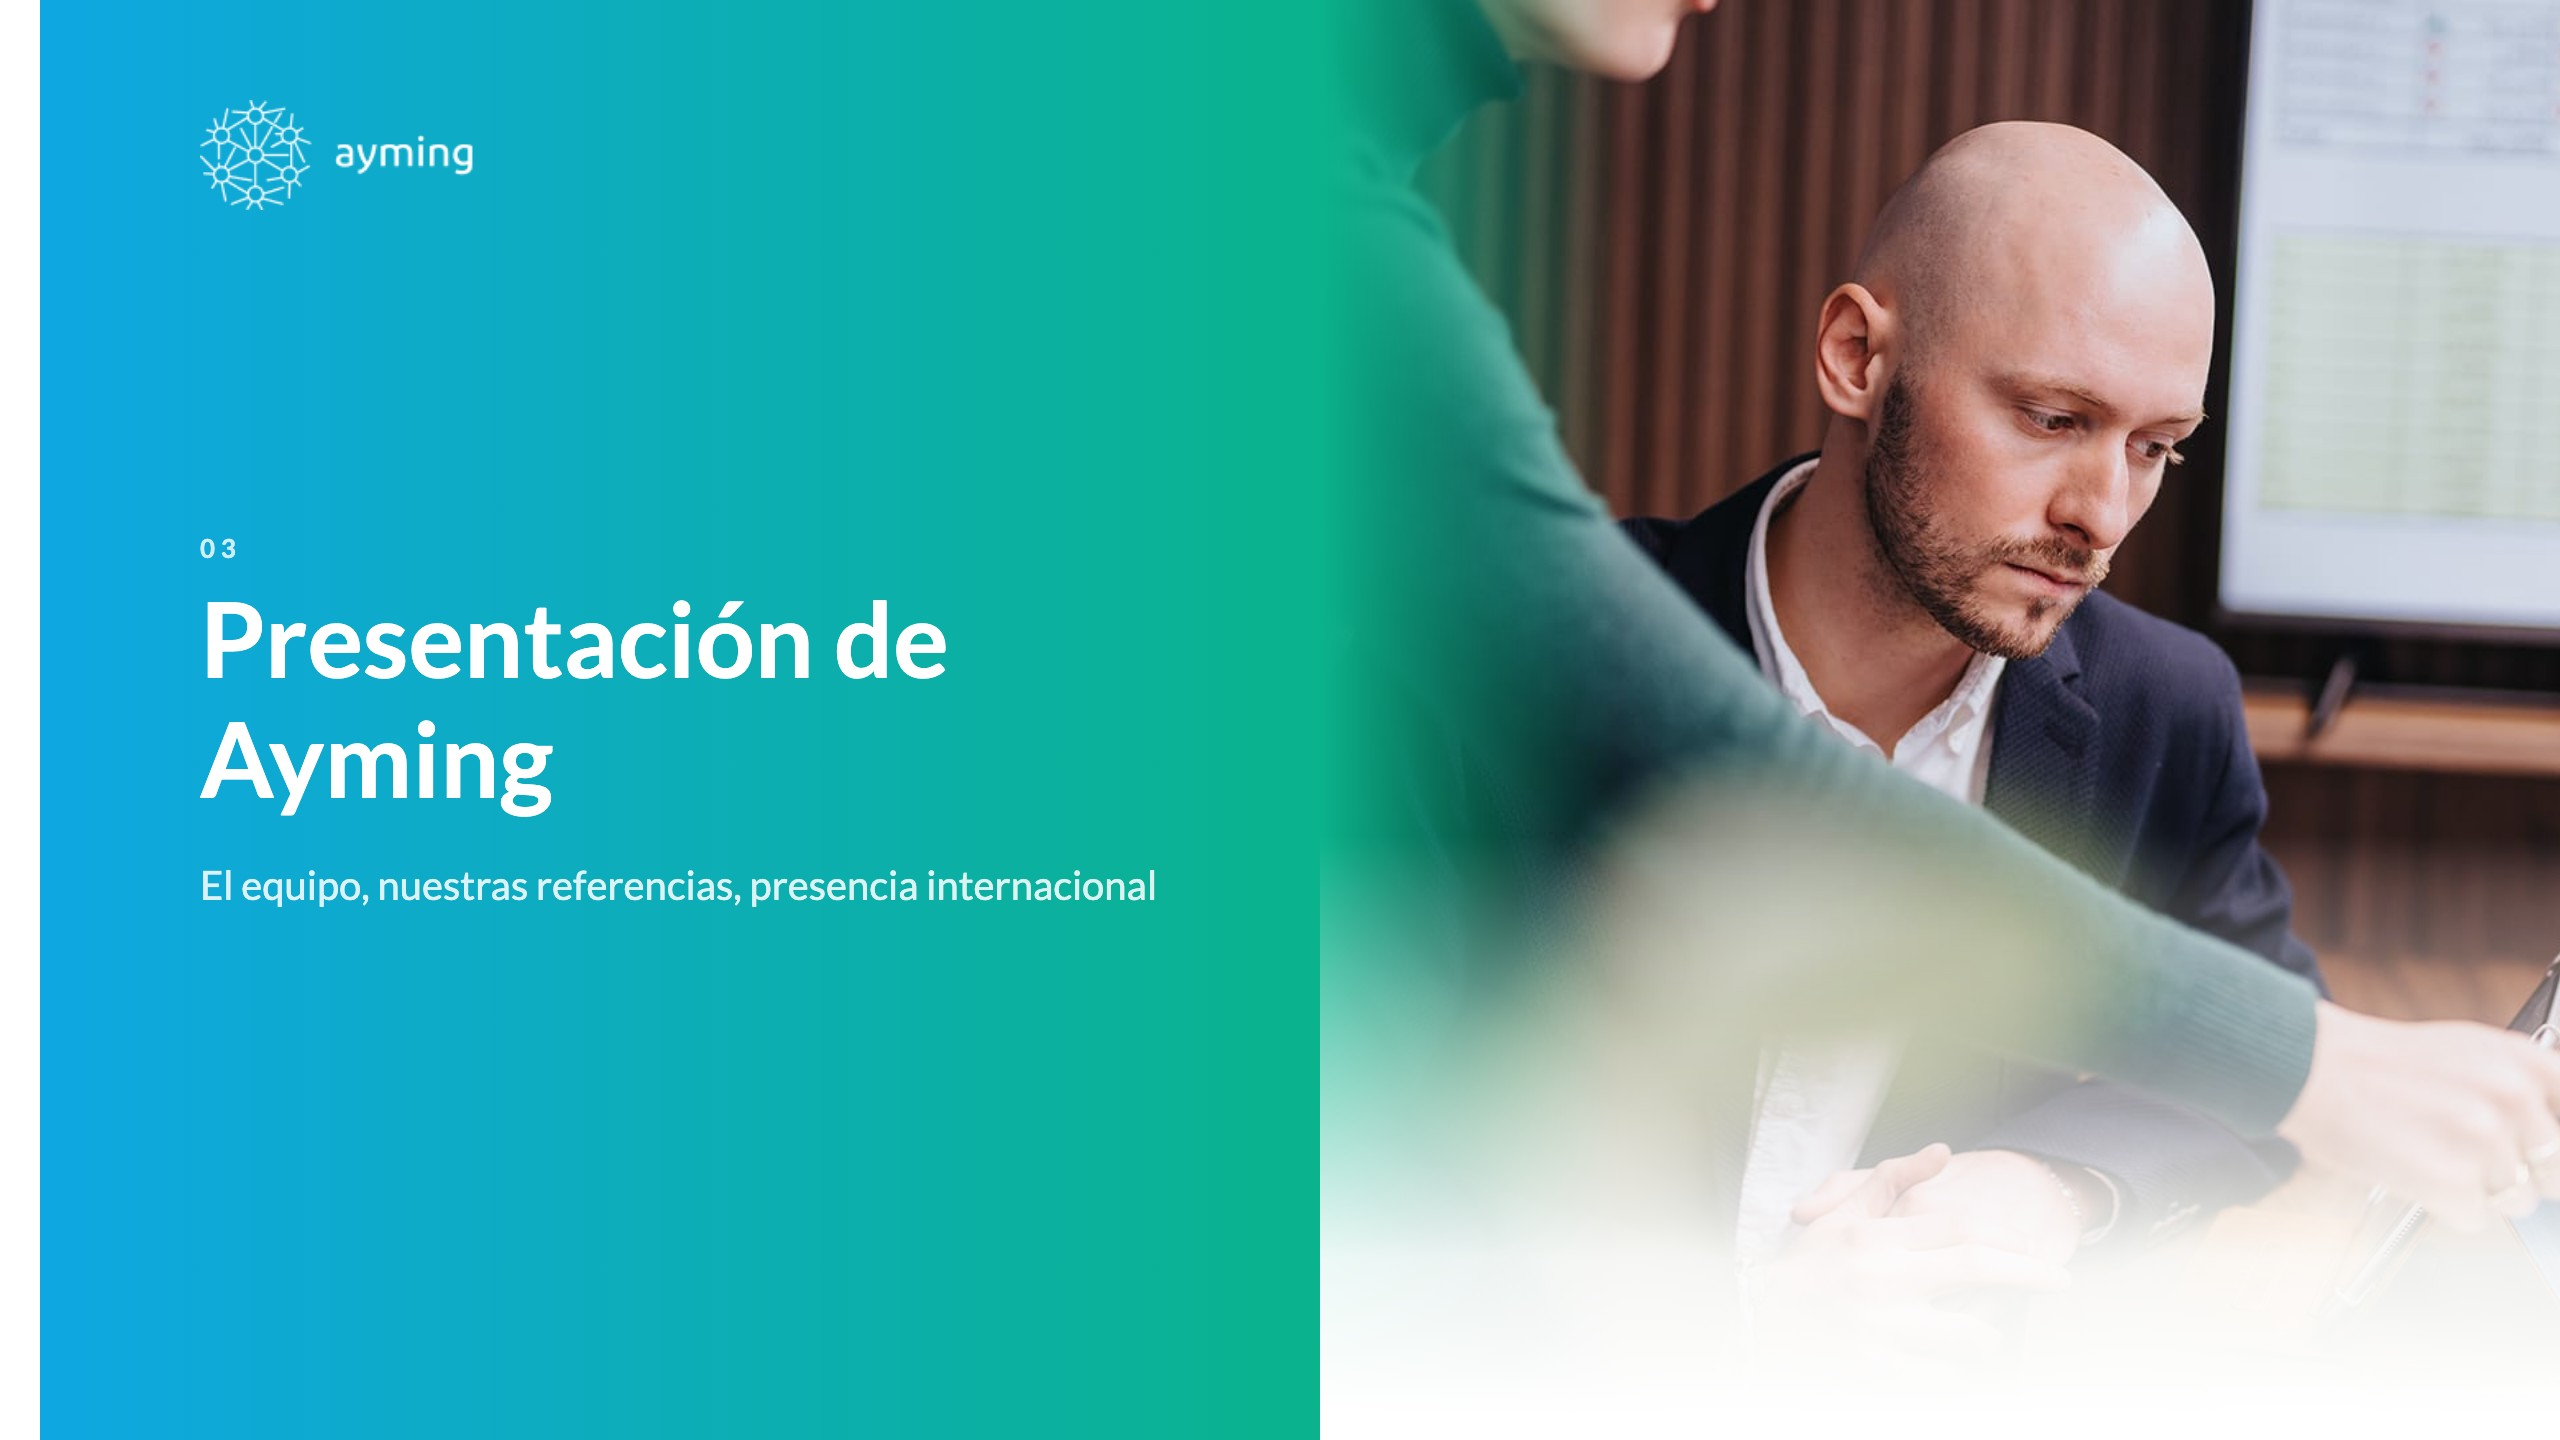 ayming
03
Presentación de
Ayming
El equipo, nuestras referencias, presencia internacional